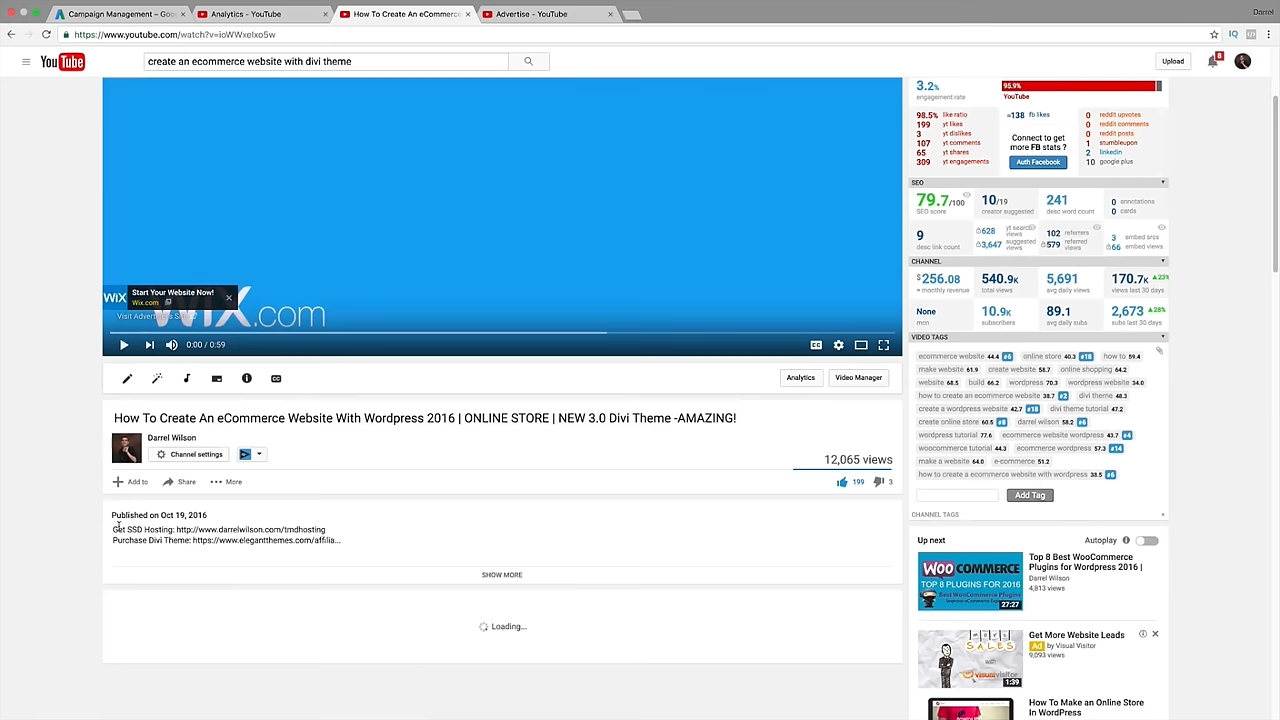 Campaign Management – Goo
Analytics - YouTube
How To Create An eCommerce
Advertise - YouTube
Darrel
https://www.youtube.com/watch?v=ioWWxelxo5w
IQ
YouTube
create an ecommerce website with divi theme
Upload
8
3.2%
engagement rate
95.9%
YouTube
98.5% like ratio
199 yt likes
3 yt dislikes
107 yt comments
65 yt shares
309 yt engagements
≈138 fb likes
Connect to get
more FB stats ?
Auth Facebook
0 reddit upvotes
0 reddit comments
0 reddit posts
1 stumbleupon
2 linkedin
10 google plus
SEO
79.7/100
SEO score
10/19
creator suggested
241
desc word count
0 annotations
0 cards
9
desc link count
628 yt search views
3,647 suggested views
102 referrers
579 referred views
3 embed srcs
66 embed views
CHANNEL
$256.08
≈ monthly revenue
540.9K
total views
5,691
avg daily views
170.7K ▲23%
views last 30 days
None
mcn
10.9K
subscribers
89.1
avg daily subs
2,673 ▲28%
subs last 30 days
VIDEO TAGS
ecommerce website 44.4 #6 online store 40.3 #18 how to 59.4
make website 61.9 create website 58.7 online shopping 64.2
website 68.5 build 66.2 wordpress 70.3 wordpress website 34.0
how to create an ecommerce website 38.7 #2 divi theme 48.3
create a wordpress website 42.7 #18 divi theme tutorial 47.2
create online store 60.5 #8 darrel wilson 58.2 #6
wordpress tutorial 77.6 ecommerce website wordpress 43.7 #4
woocommerce tutorial 44.3 ecommerce wordpress 57.3 #14
make a website 64.0 e-commerce 51.2
how to create a ecommerce website with wordpress 38.5 #6
Add Tag
CHANNEL TAGS
WiX
Start Your Website Now!
Wix.com
WiX.com
0:00 / 0:59
Analytics
Video Manager
How To Create An eCommerce Website With Wordpress 2016 | ONLINE STORE | NEW 3.0 Divi Theme -AMAZING!
Darrel Wilson
Channel settings
12,065 views
Add to
Share
More
199
3
Published on Oct 19, 2016
Get SSD Hosting: http://www.darrelwilson.com/tmdhosting
Purchase Divi Theme: https://www.elegantthemes.com/affilia...
SHOW MORE
Loading...
Up next
Autoplay
WOO COMMERCE
TOP 8 PLUGINS FOR 2016
27:27
Top 8 Best WooCommerce
Plugins for Wordpress 2016 |
Darrel Wilson
4,813 views
SALES
with
visualvisitor
1:39
Get More Website Leads
Ad by Visual Visitor
9,093 views
How To Make an Online Store
In WordPress